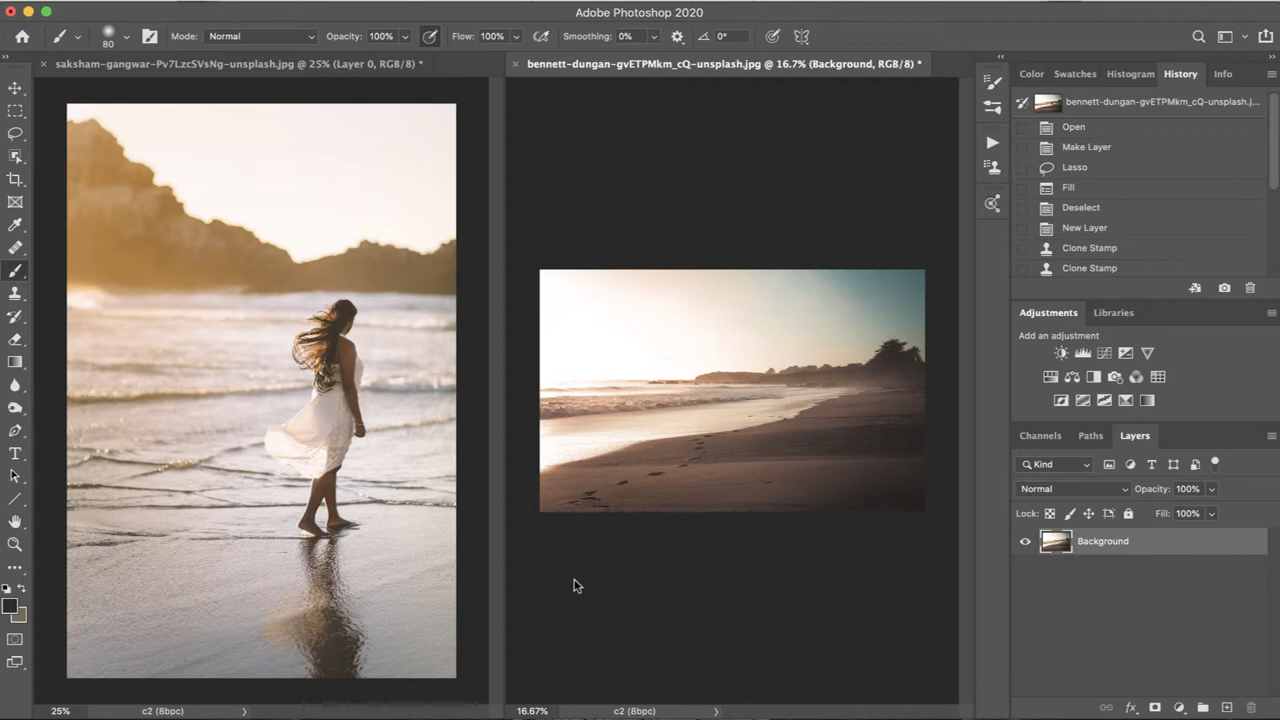 Adobe Photoshop 2020
80
Mode: Normal
Opacity: 100%
Flow: 100%
Smoothing: 0%
0°
saksham-gangwar-Pv7LzcSVsNg-unsplash.jpg @ 25% (Layer 0, RGB/8) *
bennett-dungan-gvETPMkm_cQ-unsplash.jpg @ 16.7% (Background, RGB/8) *
Color Swatches Histogram History Info
bennett-dungan-gvETPMkm_cQ-unsplash.j...
Open
Make Layer
Lasso
Fill
Deselect
New Layer
Clone Stamp
Clone Stamp
Adjustments Libraries
Add an adjustment
Channels Paths Layers
Kind
Normal Opacity: 100%
Lock: Fill: 100%
Background
25% c2 (8bpc)
16.67% c2 (8bpc)